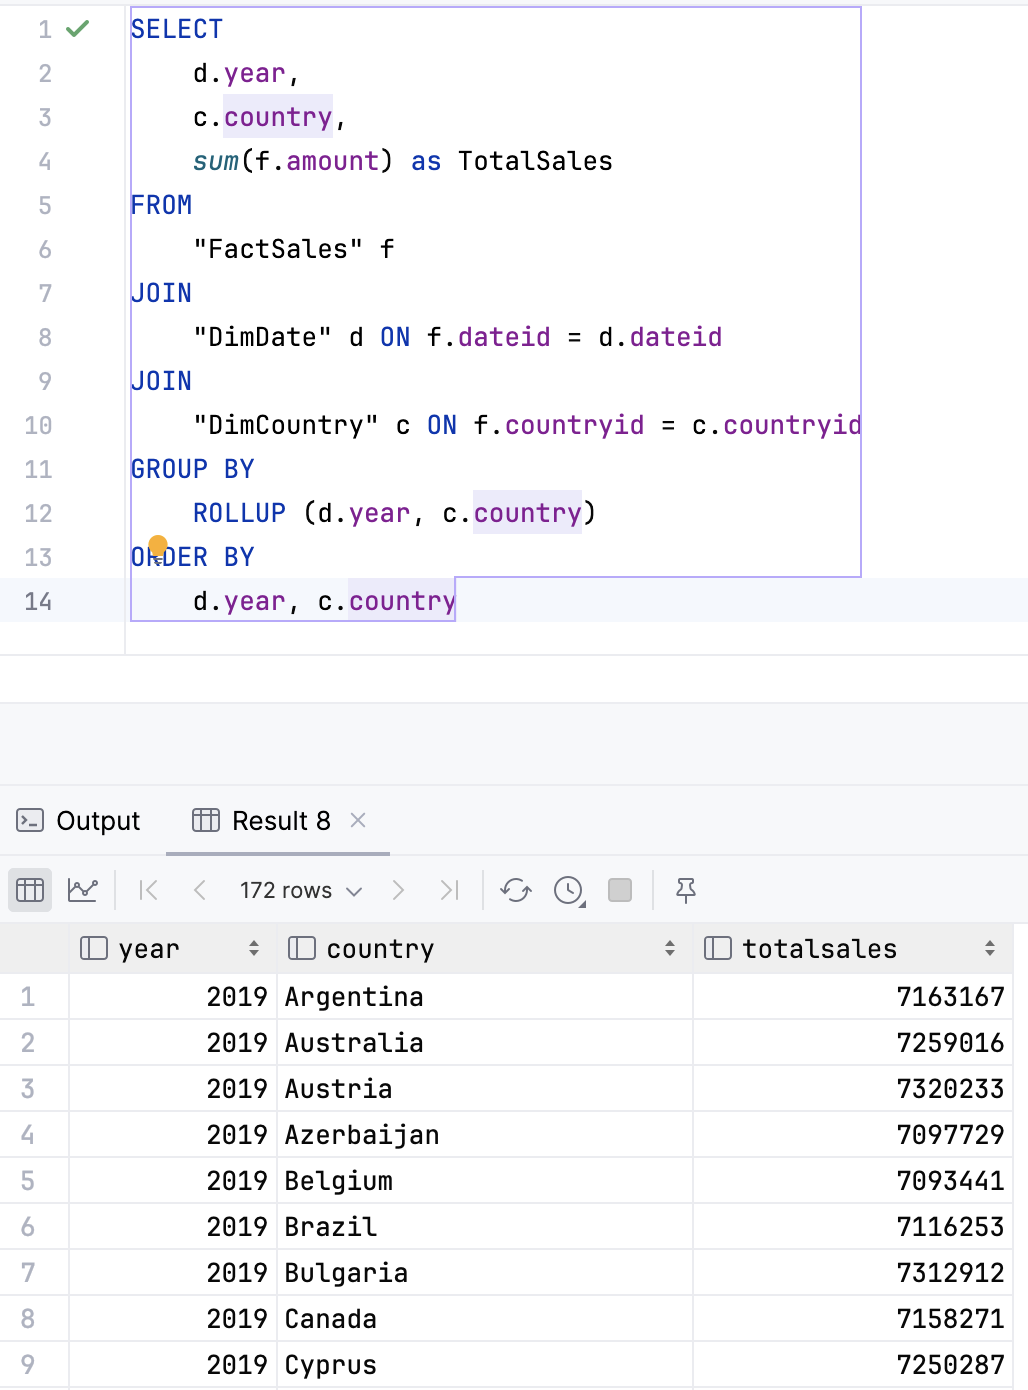 1 SELECT
2 d.year,
3 c.country,
4 sum(f.amount) as TotalSales
5 FROM
6 "FactSales" f
7 JOIN
8 "DimDate" d ON f.dateid = d.dateid
9 JOIN
10 "DimCountry" c ON f.countryid = c.countryid
11 GROUP BY
12 ROLLUP (d.year, c.country)
13 ORDER BY
14 d.year, c.country
Output Result 8
172 rows
year country totalsales
1 2019 Argentina 7163167
2 2019 Australia 7259016
3 2019 Austria 7320233
4 2019 Azerbaijan 7097729
5 2019 Belgium 7093441
6 2019 Brazil 7116253
7 2019 Bulgaria 7312912
8 2019 Canada 7158271
9 2019 Cyprus 7250287